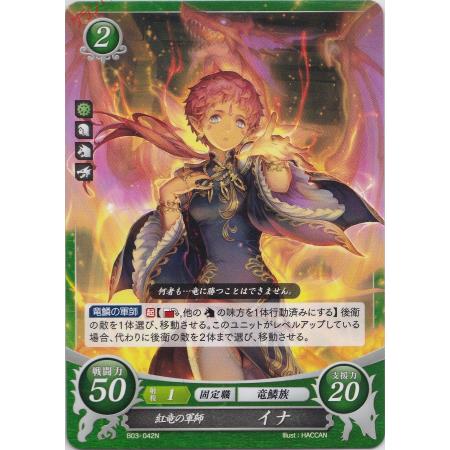 2
何者も…竜に勝つことはできません。
竜鱗の軍師 起【 ,他の の味方を1体行動済みにする】後衛
の敵を1体選び、移動させる。このユニットがレベルアップしている
場合、代わりに後衛の敵を2体まで選び、移動させる。
戦闘力 50 射程 1 固定職 竜鱗族 支援力 20
紅竜の軍師 イナ
B03-042N Illust:HACCAN